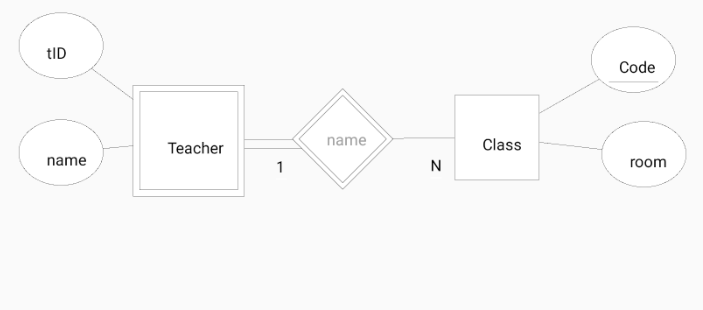 tID
name
Teacher
1
name
N
Class
Code
room